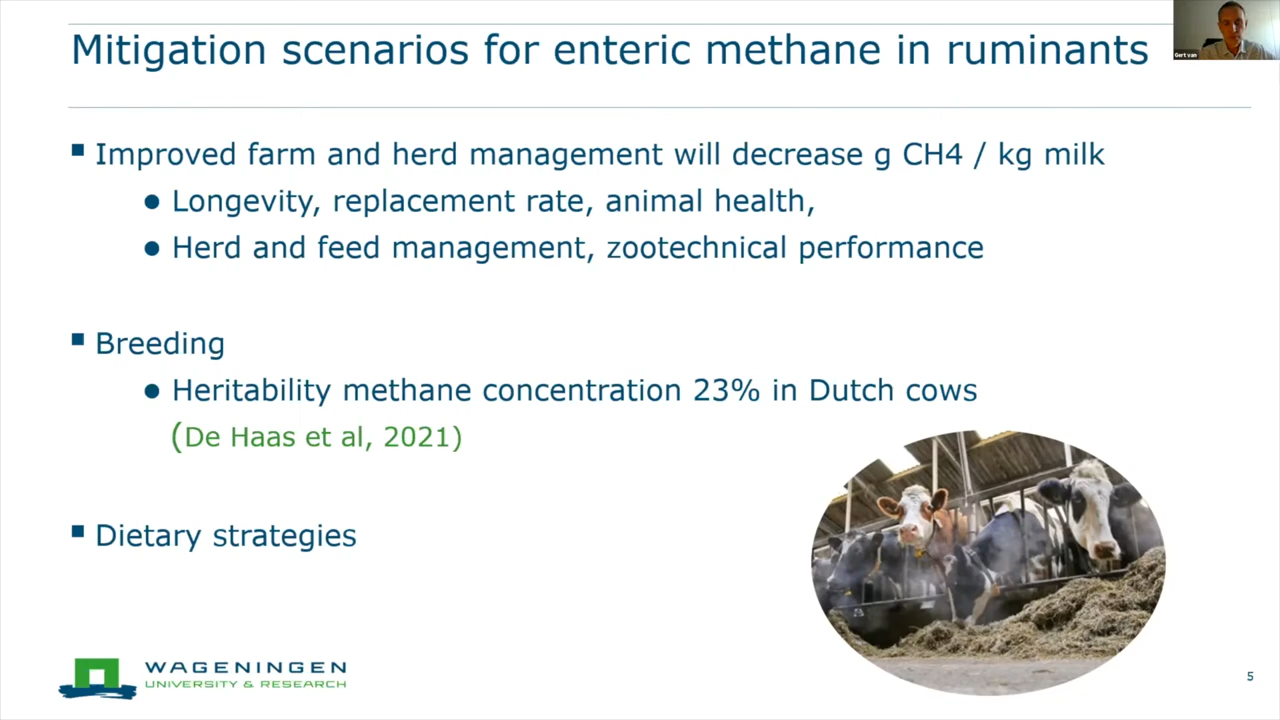 Mitigation scenarios for enteric methane in ruminants
Gert van
Improved farm and herd management will decrease g CH4 / kg milk
Longevity, replacement rate, animal health,
Herd and feed management, zootechnical performance
Breeding
Heritability methane concentration 23% in Dutch cows
(De Haas et al, 2021)
Dietary strategies
WAGENINGEN
UNIVERSITY & RESEARCH
5